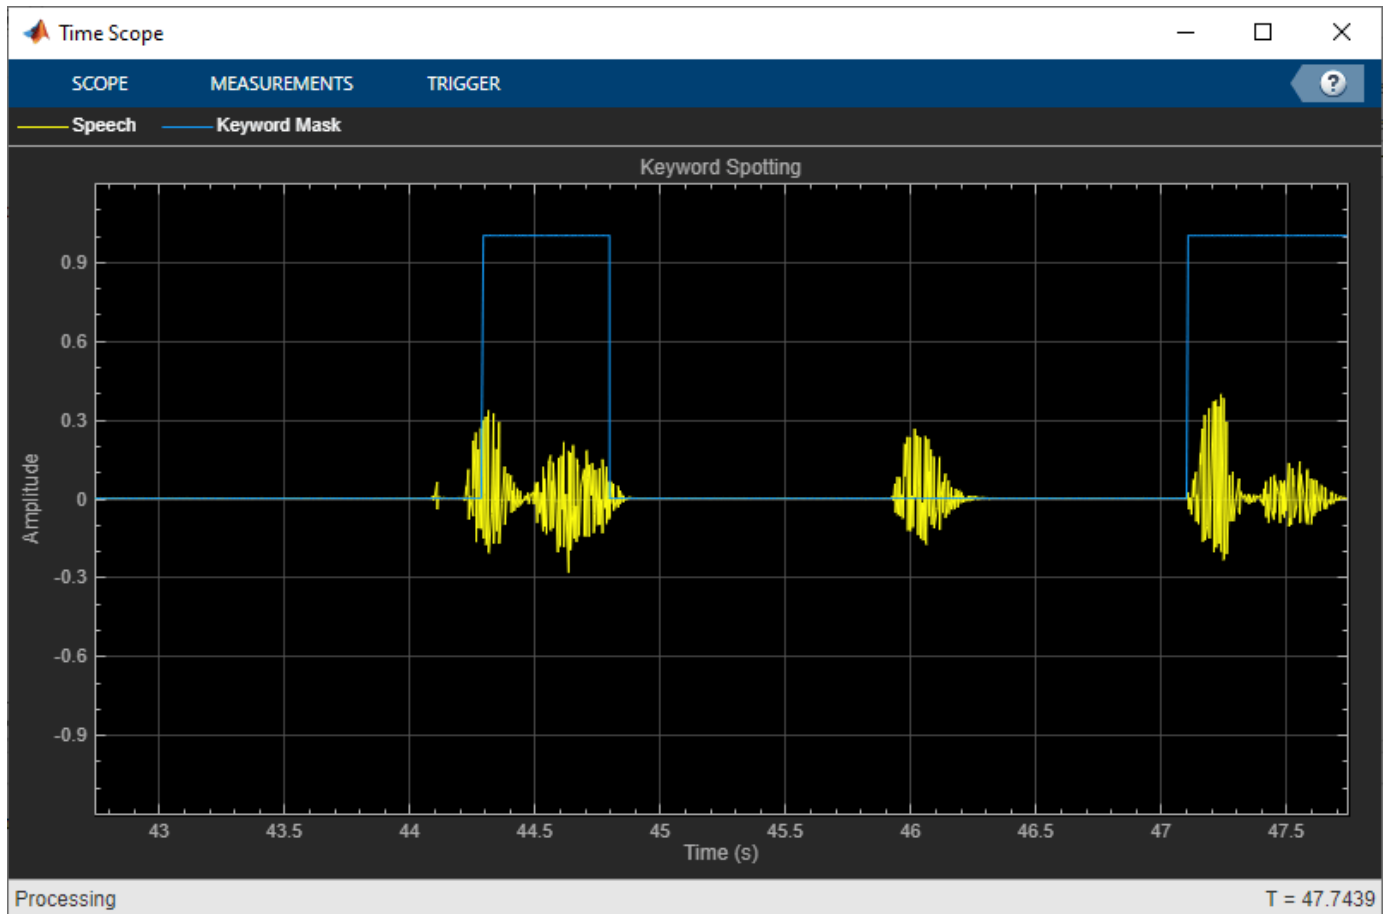 Time Scope
SCOPE MEASUREMENTS TRIGGER ?
Speech Keyword Mask
Keyword Spotting
0.9
0.6
0.3
0
-0.3
-0.6
-0.9
Amplitude
43 43.5 44 44.5 45 45.5 46 46.5 47 47.5
Time (s)
Processing T = 47.7439